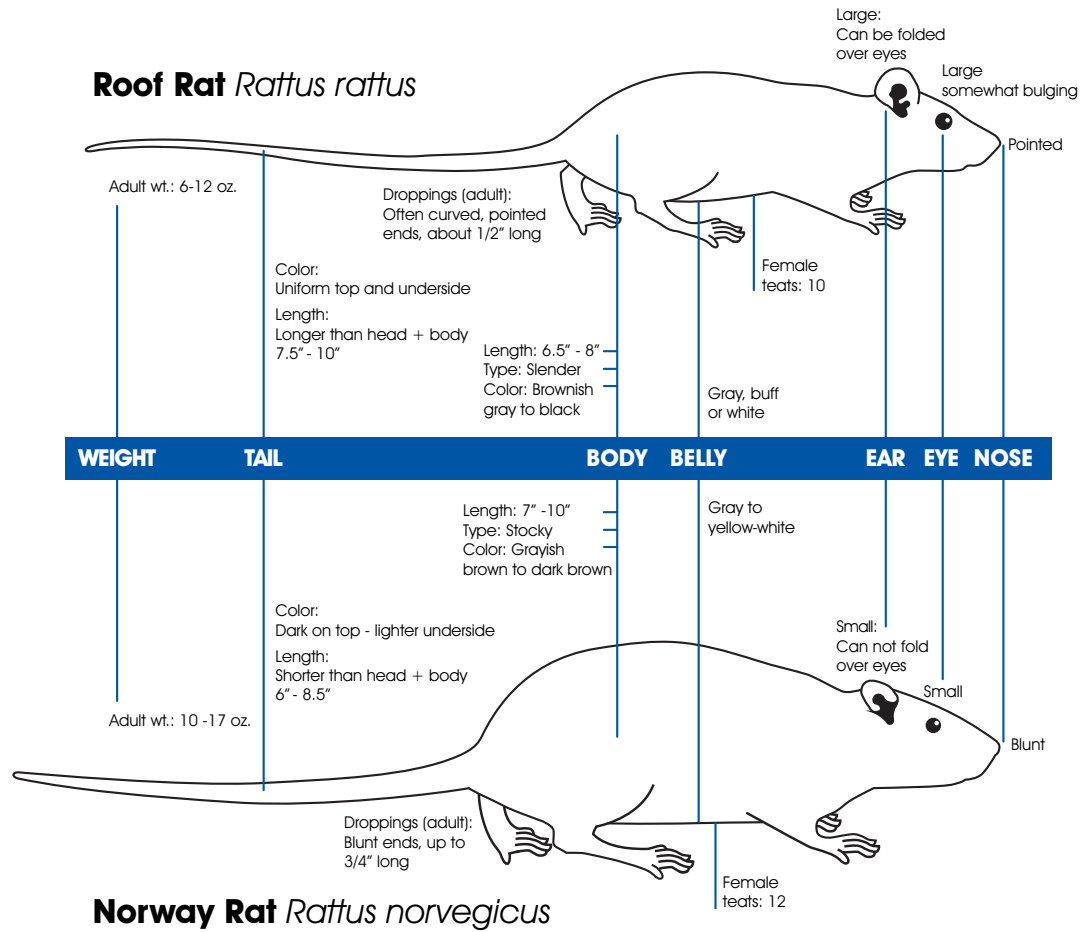 Large:
Can be folded
over eyes
Roof Rat Rattus rattus
Large
somewhat bulging
Pointed
Adult wt.: 6-12 oz.
Droppings (adult):
Often curved, pointed
ends, about 1/2" long
Female
teats: 10
Color:
Uniform top and underside
Length:
Longer than head + body
7.5" - 10"
Length: 6.5" - 8"
Type: Slender
Color: Brownish
gray to black
Gray, buff
or white
WEIGHT TAIL BODY BELLY EAR EYE NOSE
Length: 7" -10"
Type: Stocky
Color: Grayish
brown to dark brown
Gray to
yellow-white
Color:
Dark on top - lighter underside
Length:
Shorter than head + body
6" - 8.5"
Small:
Can not fold
over eyes
Small
Adult wt.: 10 -17 oz.
Blunt
Droppings (adult):
Blunt ends, up to
3/4" long
Female
teats: 12
Norway Rat Rattus norvegicus